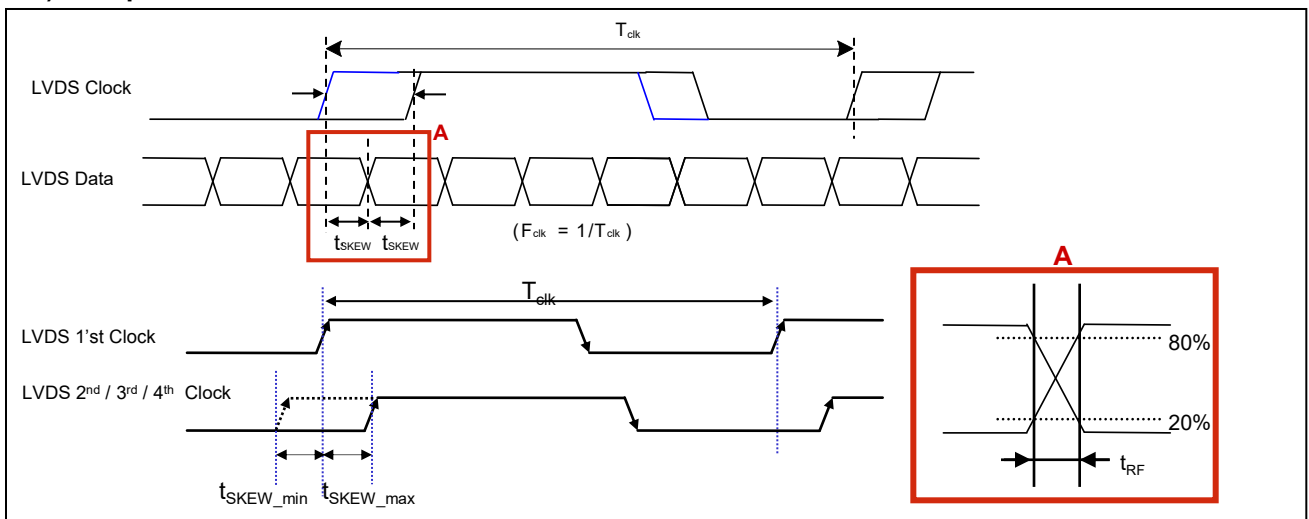 Tclk
LVDS Clock
A
LVDS Data
tSKEW tSKEW
(Fclk = 1/Tclk)
Tclk
A
LVDS 1'st Clock
80%
LVDS 2nd / 3rd / 4th Clock
20%
tRF
tSKEW_min tSKEW_max